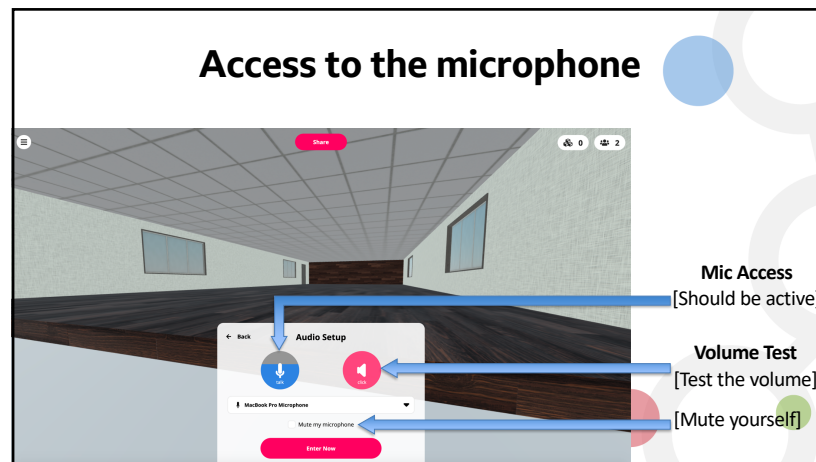 Access to the microphone
Share
0 2
Mic Access
[Should be active]
← Back Audio Setup
talk click
Volume Test
[Test the volume]
MacBook Pro Microphone
Mute my microphone
[Mute yourself]
Enter Now